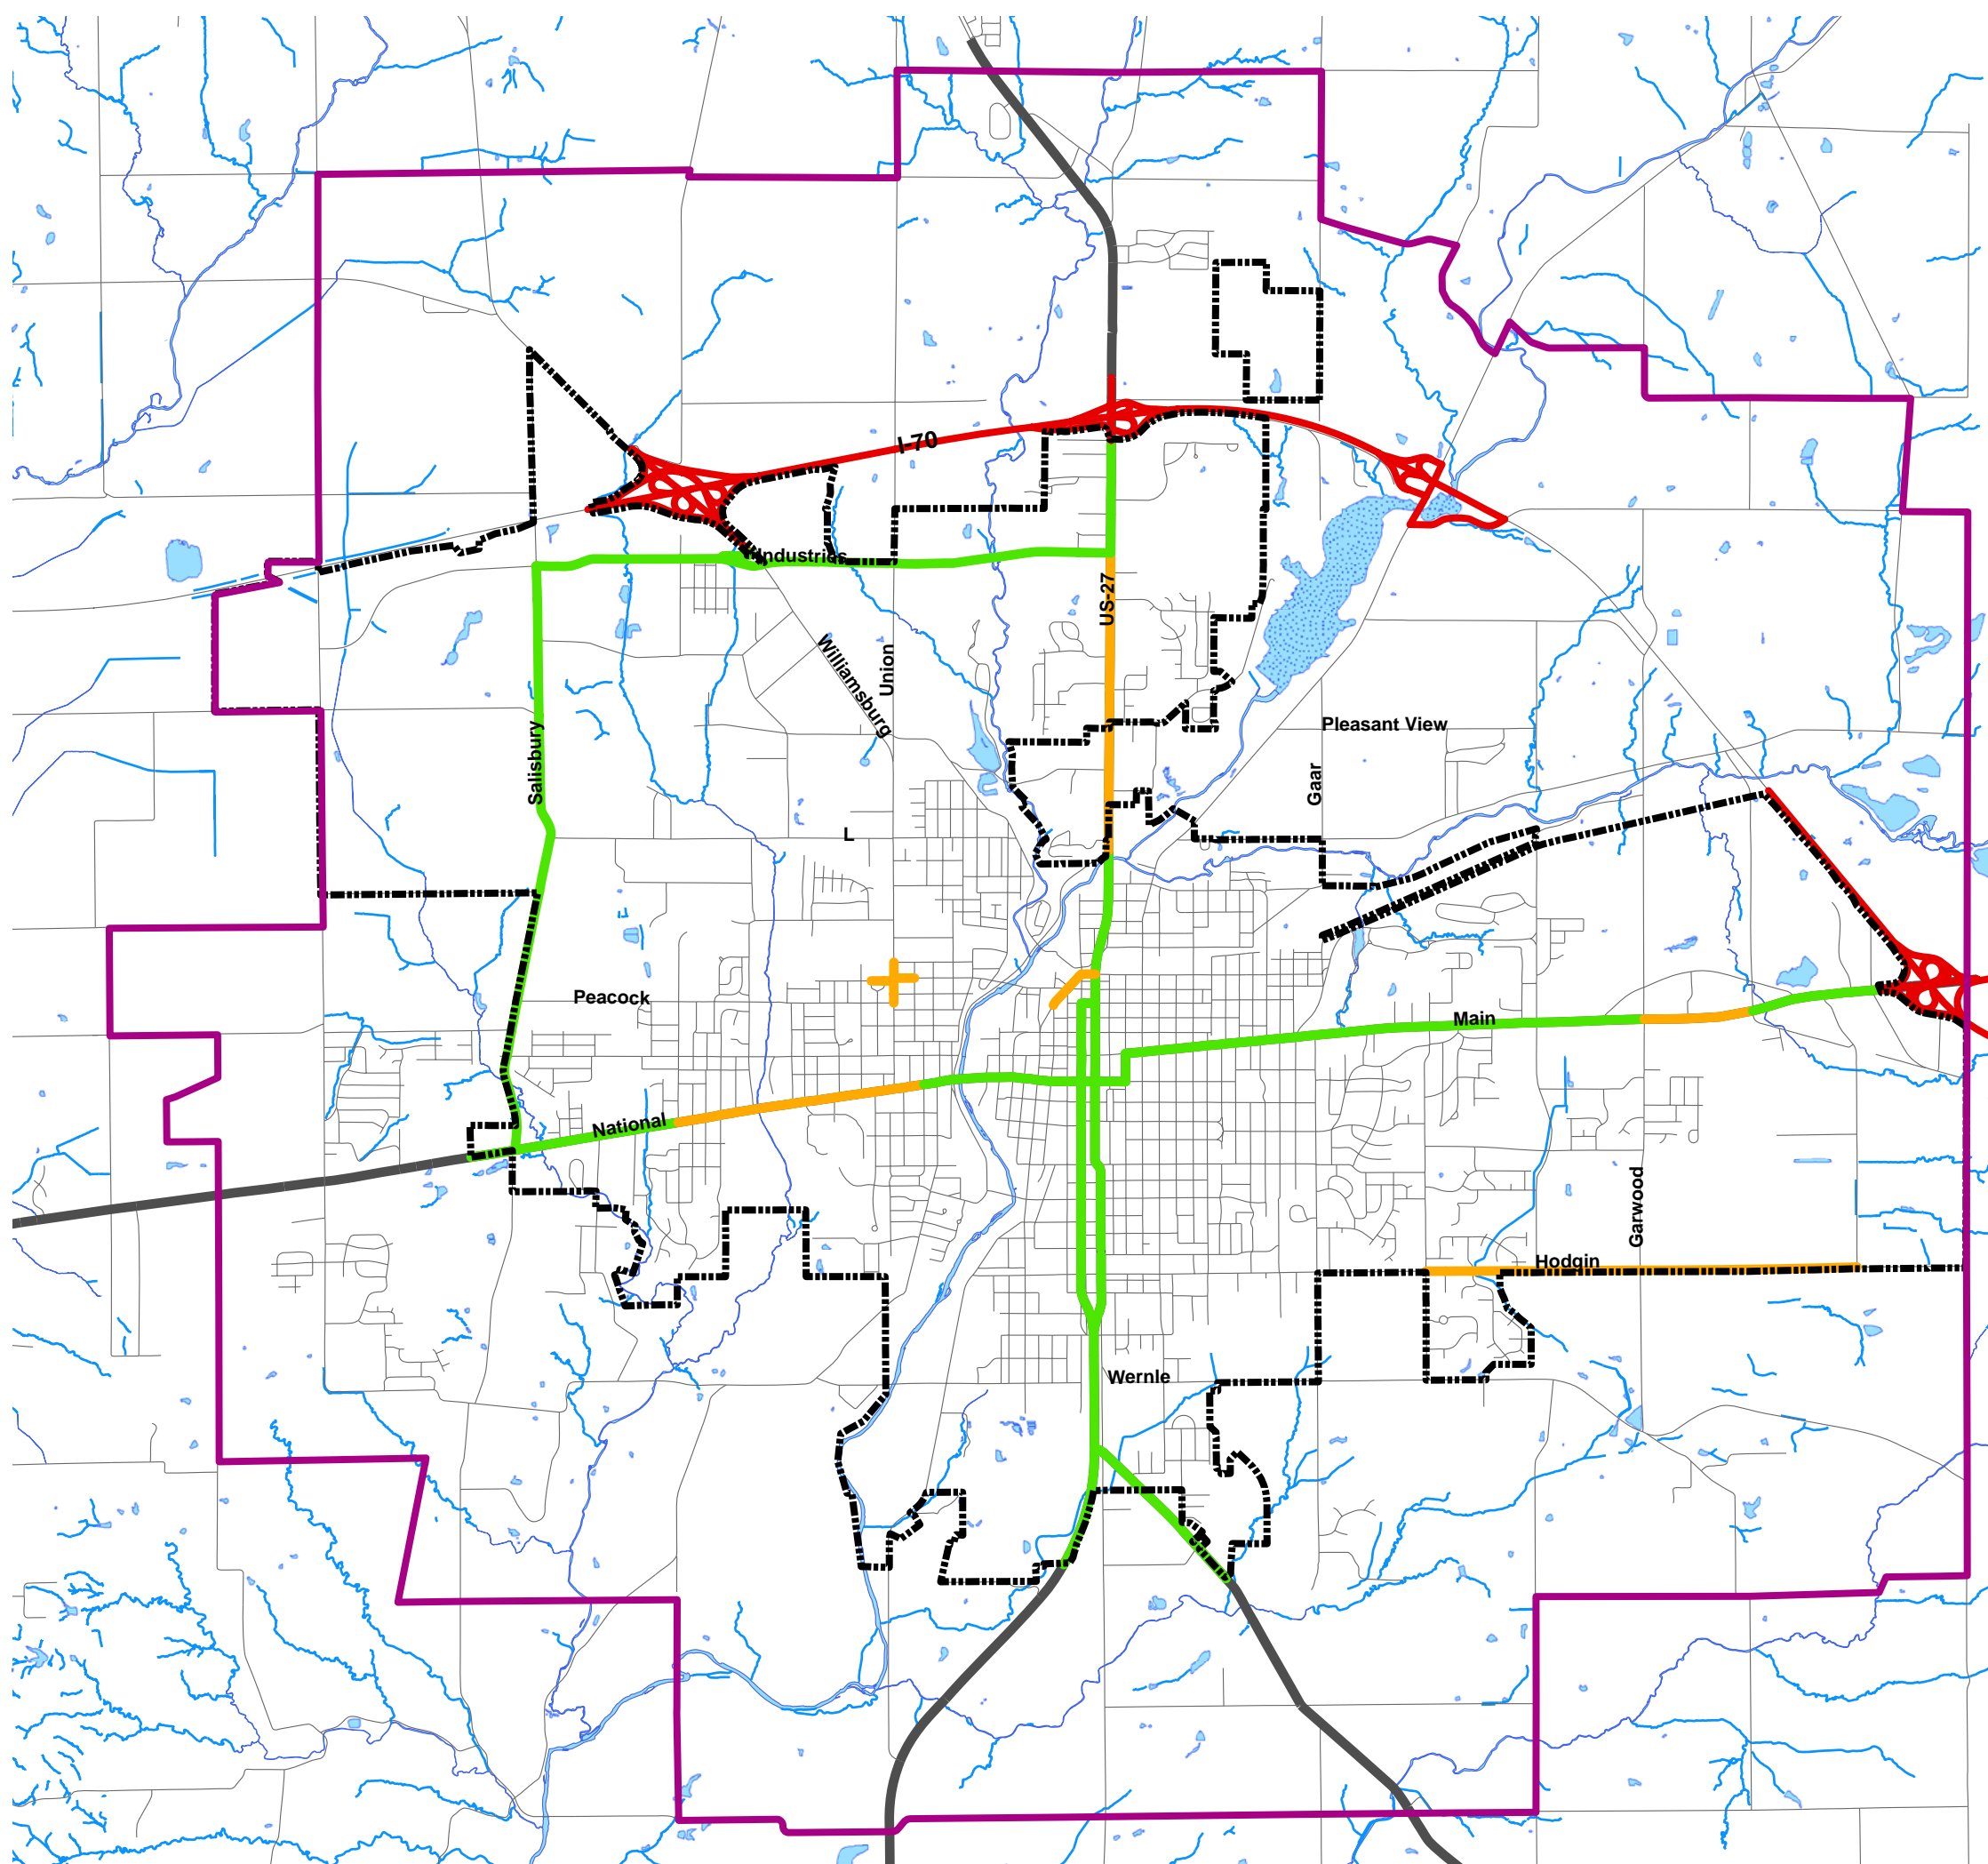 I-70
Industries
US-27
Williamsburg
Union
Salisbury
Pleasant View
Gaar
L
Peacock
Main
National
Garwood
Hodgin
Wernle